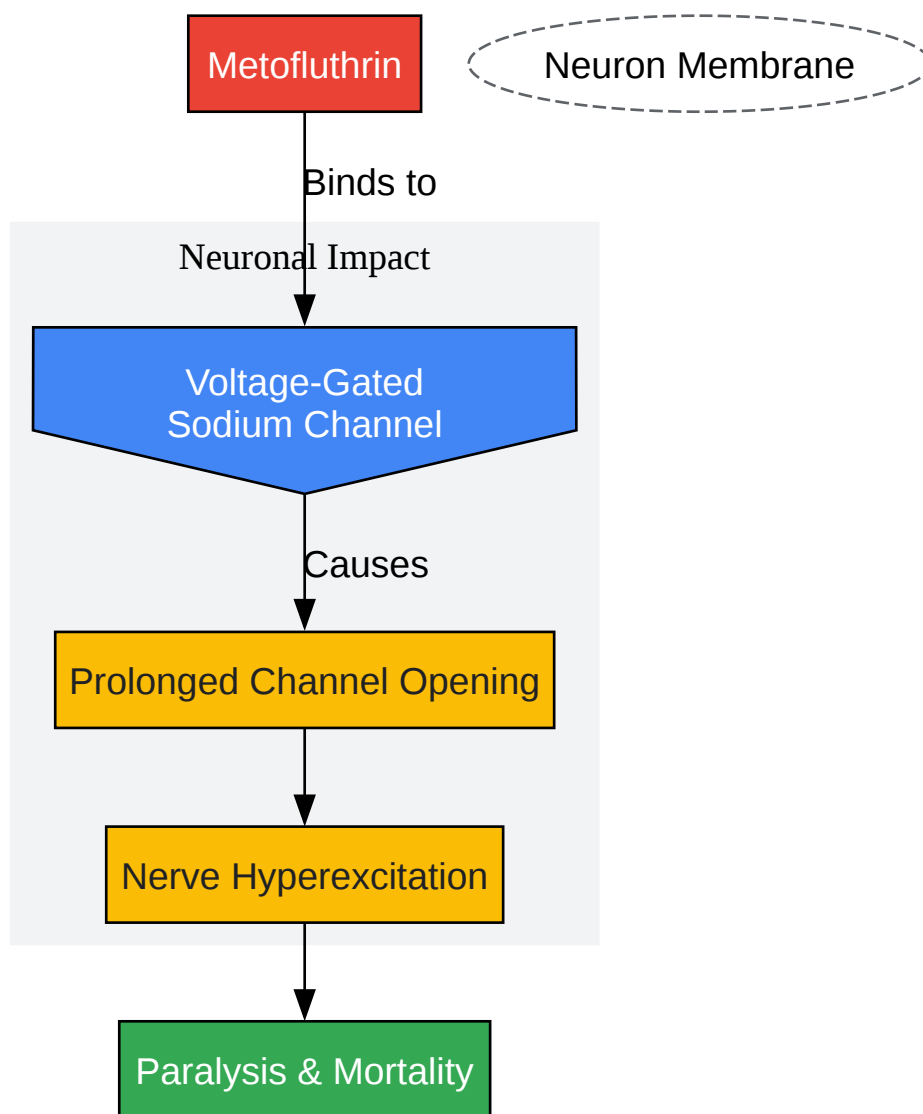 Metofluthrin
Neuron Membrane
Binds to
Neuronal Impact
Voltage-Gated
Sodium Channel
Causes
Prolonged Channel Opening
Nerve Hyperexcitation
Paralysis & Mortality